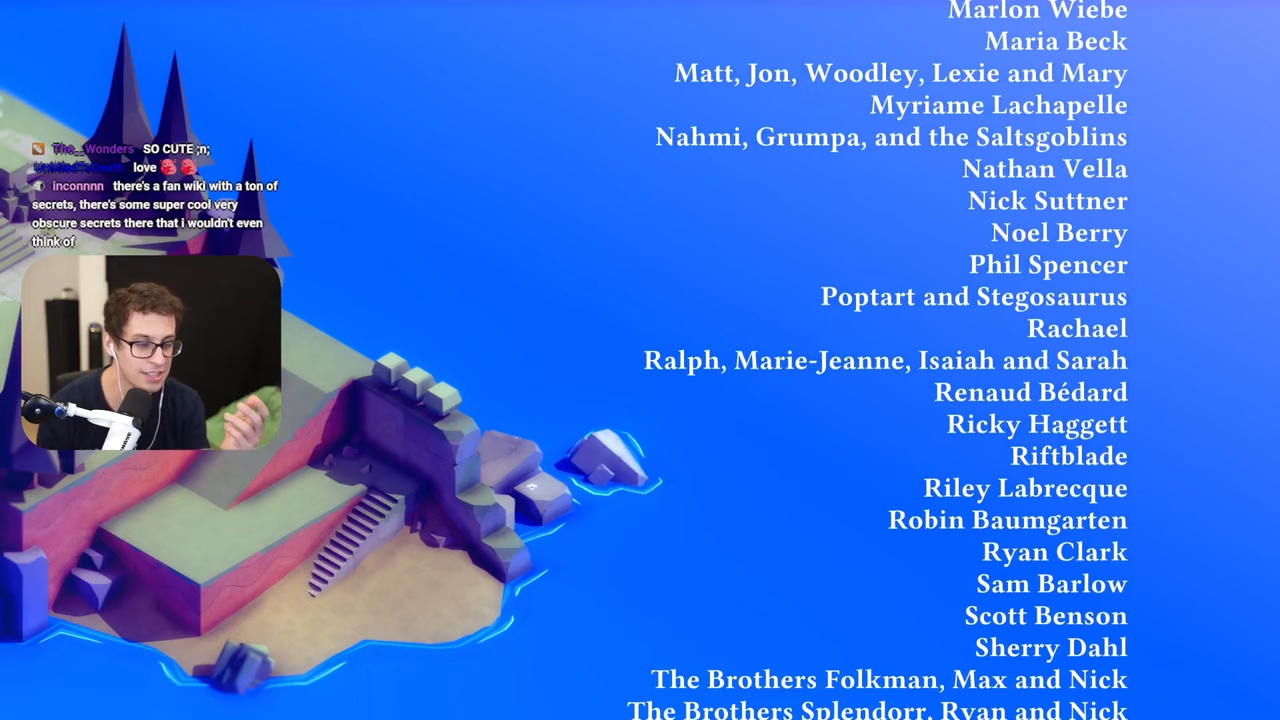 The__Wonders SO CUTE ;n;
love
inconnnn there's a fan wiki with a ton of
secrets, there's some super cool very
obscure secrets there that i wouldn't even
think of
Marlon Wiebe
Maria Beck
Matt, Jon, Woodley, Lexie and Mary
Myriame Lachapelle
Nahmi, Grumpa, and the Saltsgoblins
Nathan Vella
Nick Suttner
Noel Berry
Phil Spencer
Poptart and Stegosaurus
Rachael
Ralph, Marie-Jeanne, Isaiah and Sarah
Renaud Bédard
Ricky Haggett
Riftblade
Riley Labrecque
Robin Baumgarten
Ryan Clark
Sam Barlow
Scott Benson
Sherry Dahl
The Brothers Folkman, Max and Nick
The Brothers Splendorr, Ryan and Nick